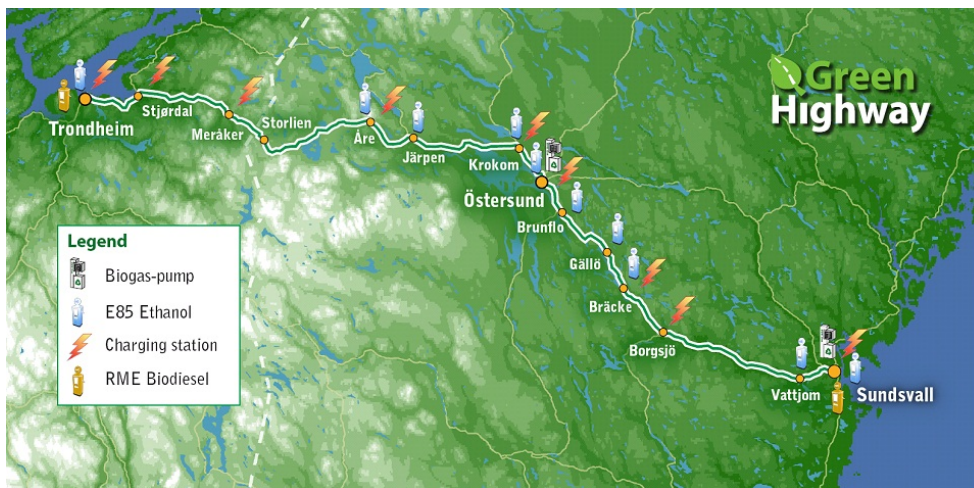 Green
Highway
Trondheim
Stjørdal
Meråker
Storlien
Åre
Järpen
Krokom
Östersund
Brunflo
Gällö
Bräcke
Borgsjö
Vattjom
Sundsvall
Legend
Biogas-pump
E85 Ethanol
Charging station
RME Biodiesel